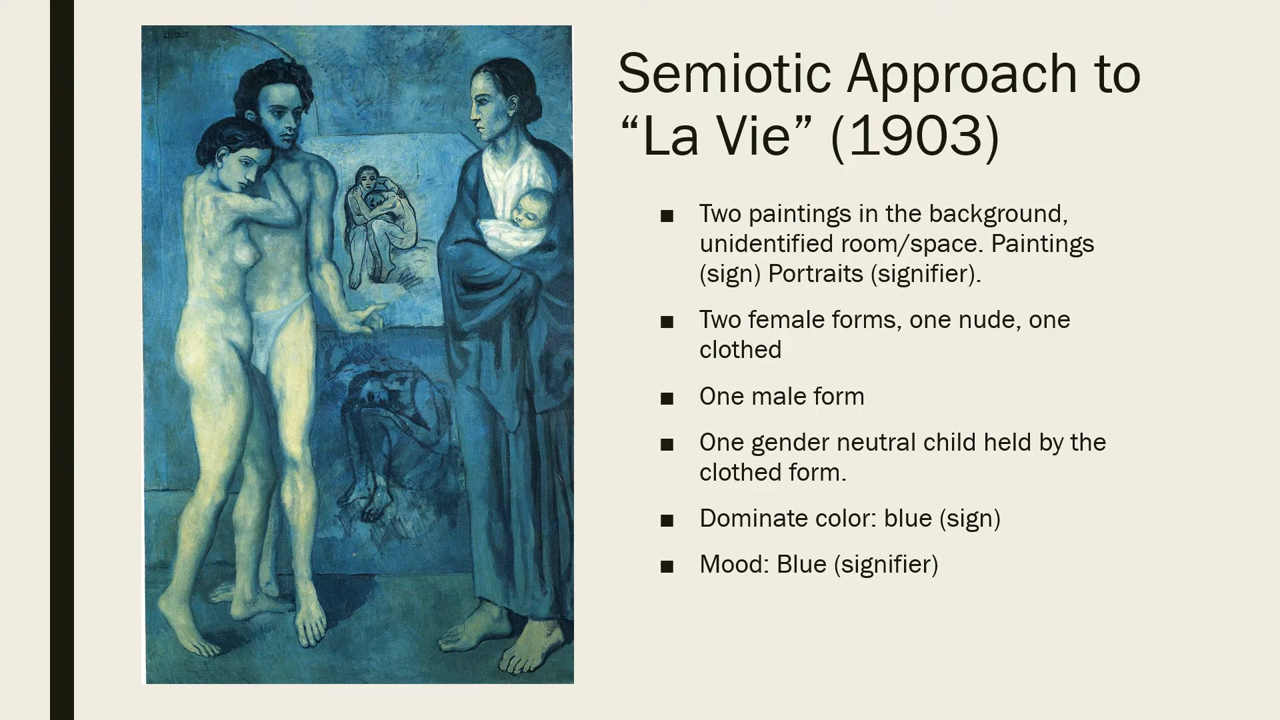 Semiotic Approach to
“La Vie” (1903)
▪ Two paintings in the background,
unidentified room/space. Paintings
(sign) Portraits (signifier).
▪ Two female forms, one nude, one
clothed
▪ One male form
▪ One gender neutral child held by the
clothed form.
▪ Dominate color: blue (sign)
▪ Mood: Blue (signifier)